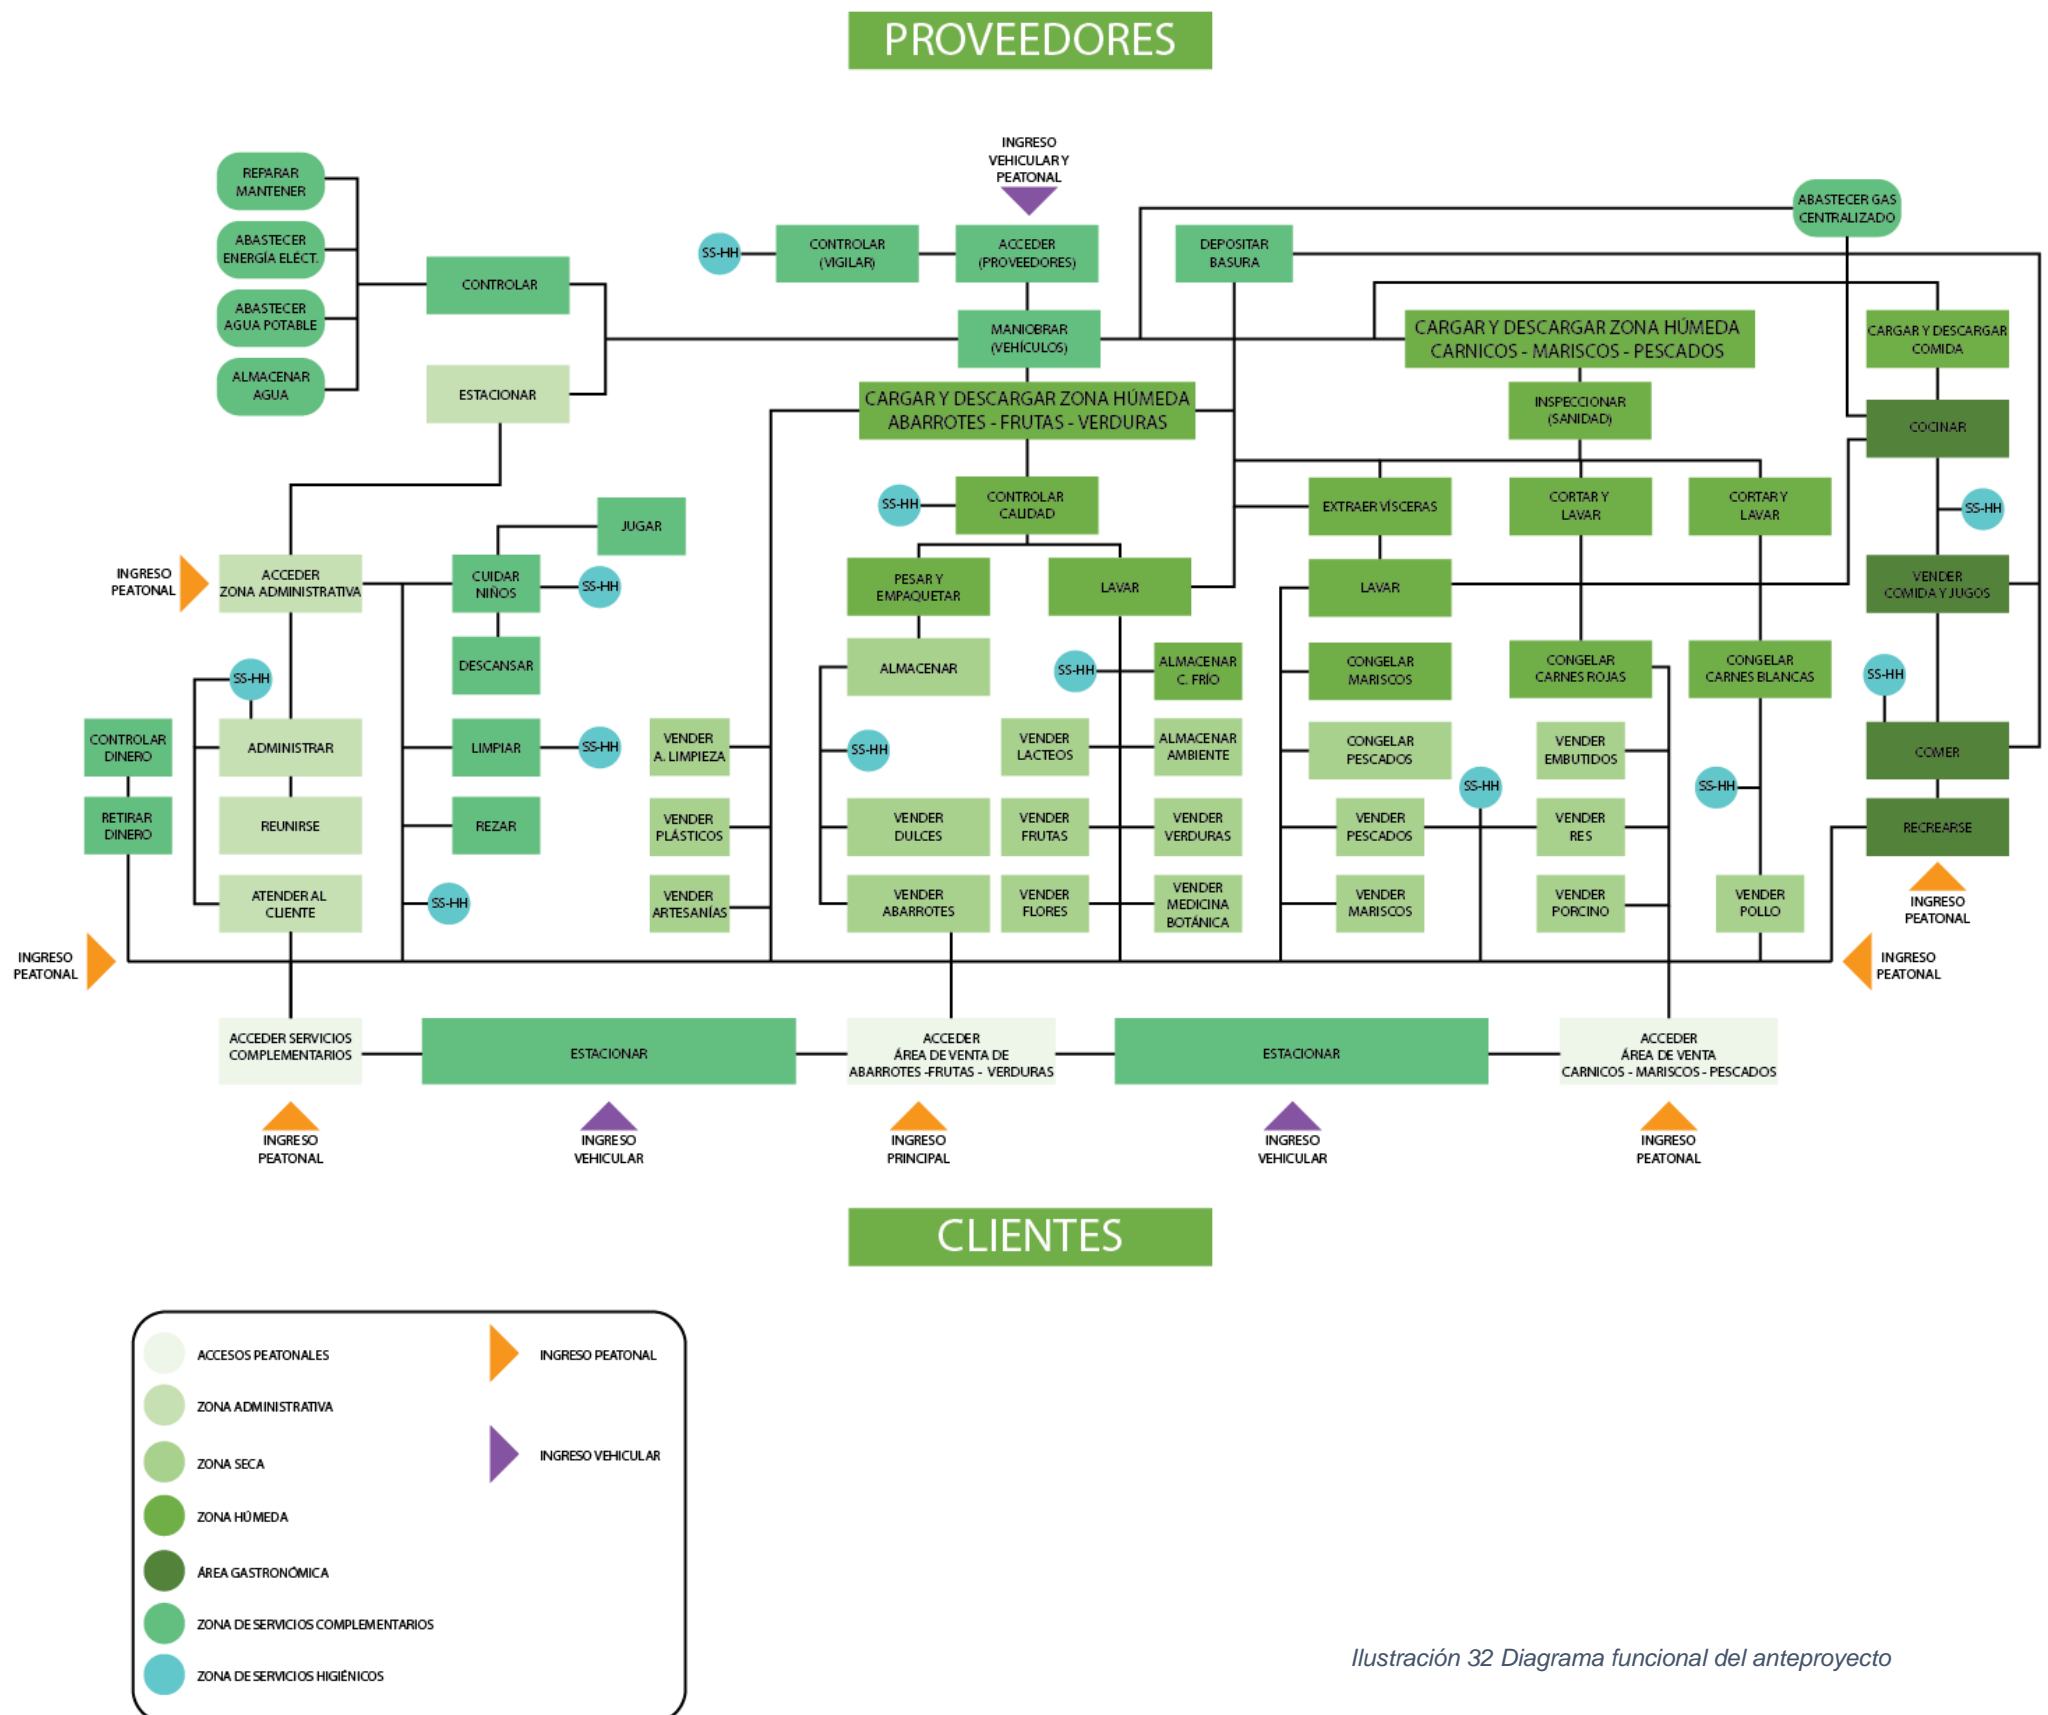 PROVEEDORES
INGRESO
VEHICULAR Y
PEATONAL
REPARAR
MANTENER
ABASTECER
ENERGÍA ELÉCT.
ABASTECER
AGUA POTABLE
ALMACENAR
AGUA
CONTROLAR
ESTACIONAR
SS-HH
CONTROLAR
(VIGILAR)
ACCEDER
(PROVEEDORES)
DEPOSITAR
BASURA
ABASTECER GAS
CENTRALIZADO
MANIOBRAR
(VEHÍCULOS)
CARGAR Y DESCARGAR ZONA HÚMEDA
CARNICOS - MARISCOS - PESCADOS
CARGAR Y DESCARGAR
COMIDA
CARGAR Y DESCARGAR ZONA HÚMEDA
ABARROTES - FRUTAS - VERDURAS
INSPECCIONAR
(SANIDAD)
COCINAR
SS-HH
CONTROLAR
CALIDAD
EXTRAER VÍSCERAS
CORTAR Y
LAVAR
CORTAR Y
LAVAR
SS-HH
JUGAR
INGRESO
PEATONAL
ACCEDER
ZONA ADMINISTRATIVA
CUIDAR
NIÑOS
SS-HH
PESAR Y
EMPAQUETAR
LAVAR
LAVAR
VENDER
COMIDA Y JUGOS
SS-HH
DESCANSAR
ALMACENAR
SS-HH
ALMACENAR
C. FRÍO
CONGELAR
MARISCOS
CONGELAR
CARNES ROJAS
CONGELAR
CARNES BLANCAS
SS-HH
CONTROLAR
DINERO
ADMINISTRAR
LIMPIAR
SS-HH
VENDER
A. LIMPIEZA
SS-HH
VENDER
LACTEOS
ALMACENAR
AMBIENTE
CONGELAR
PESCADOS
SS-HH
VENDER
EMBUTIDOS
SS-HH
COMER
RETIRAR
DINERO
REUNIRSE
REZAR
VENDER
PLÁSTICOS
VENDER
DULCES
VENDER
FRUTAS
VENDER
VERDURAS
VENDER
PESCADOS
VENDER
RES
RECREARSE
ATENDER AL
CLIENTE
SS-HH
VENDER
ARTESANÍAS
VENDER
ABARROTES
VENDER
FLORES
VENDER
MEDICINA
BOTÁNICA
VENDER
MARISCOS
VENDER
PORCINO
VENDER
POLLO
INGRESO
PEATONAL
INGRESO
PEATONAL
INGRESO
PEATONAL
ACCEDER SERVICIOS
COMPLEMENTARIOS
ESTACIONAR
ACCEDER
ÁREA DE VENTA DE
ABARROTES -FRUTAS - VERDURAS
ESTACIONAR
ACCEDER
ÁREA DE VENTA
CARNICOS - MARISCOS - PESCADOS
INGRESO
PEATONAL
INGRESO
VEHICULAR
INGRESO
PRINCIPAL
INGRESO
VEHICULAR
INGRESO
PEATONAL
CLIENTES
ACCESOS PEATONALES
ZONA ADMINISTRATIVA
ZONA SECA
ZONA HÚMEDA
ÁREA GASTRONÓMICA
ZONA DE SERVICIOS COMPLEMENTARIOS
ZONA DE SERVICIOS HIGIÉNICOS
INGRESO PEATONAL
INGRESO VEHICULAR
Ilustración 32 Diagrama funcional del anteproyecto